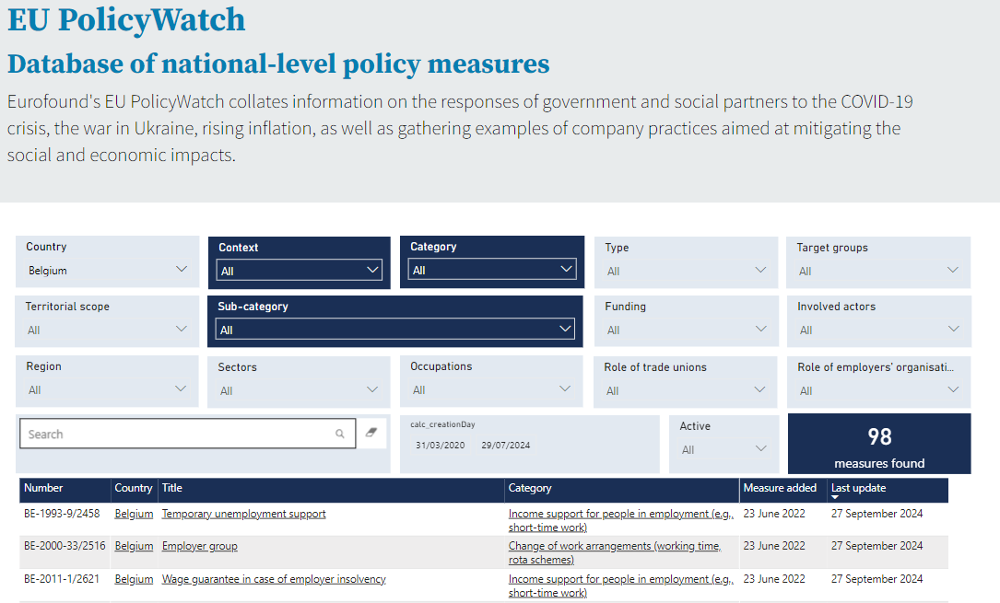 EU PolicyWatch
Database of national-level policy measures
Eurofound's EU PolicyWatch collates information on the responses of government and social partners to the COVID-19
crisis, the war in Ukraine, rising inflation, as well as gathering examples of company practices aimed at mitigating the
social and economic impacts.
Country
Belgium
Context
All
Category
All
Type
All
Target groups
All
Territorial scope
All
Sub-category
All
Funding
All
Involved actors
All
Region
All
Sectors
All
Occupations
All
Role of trade unions
All
Role of employers' organisati...
All
Search
calc_creationDay
31/03/2020 29/07/2024
Active
All
98
measures found
Number Country Title Category Measure added Last update
BE-1993-9/2458 Belgium Temporary unemployment support Income support for people in employment (e.g., 23 June 2022 27 September 2024
short-time work)
BE-2000-33/2516 Belgium Employer group Change of work arrangements (working time, 23 June 2022 27 September 2024
rota schemes)
BE-2011-1/2621 Belgium Wage guarantee in case of employer insolvency Income support for people in employment (e.g., 23 June 2022 27 September 2024
short-time work)